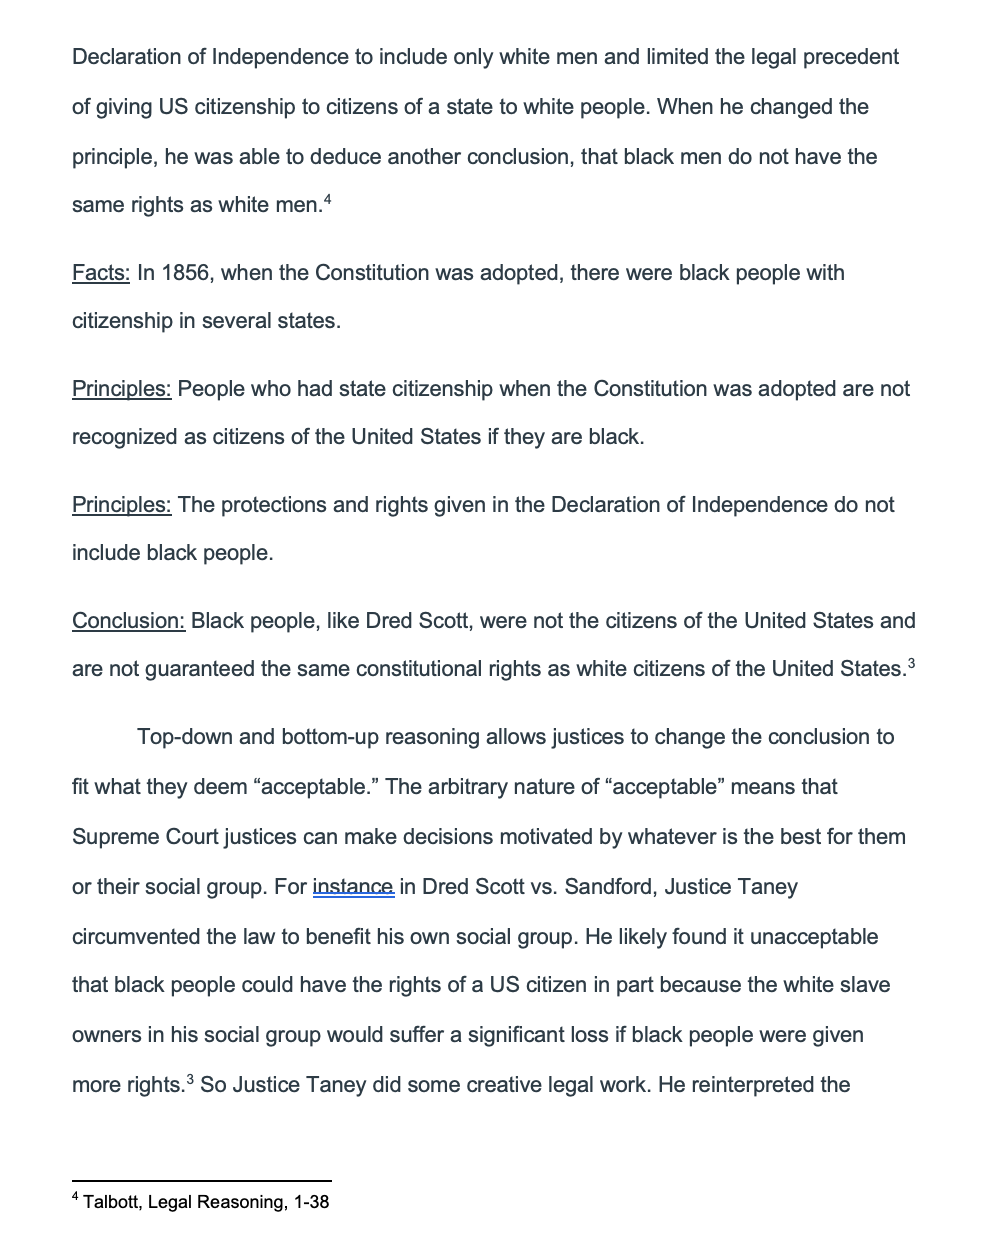 Declaration of Independence to include only white men and limited the legal precedent
of giving US citizenship to citizens of a state to white people. When he changed the
principle, he was able to deduce another conclusion, that black men do not have the
same rights as white men.⁴
Facts: In 1856, when the Constitution was adopted, there were black people with
citizenship in several states.
Principles: People who had state citizenship when the Constitution was adopted are not
recognized as citizens of the United States if they are black.
Principles: The protections and rights given in the Declaration of Independence do not
include black people.
Conclusion: Black people, like Dred Scott, were not the citizens of the United States and
are not guaranteed the same constitutional rights as white citizens of the United States.³
Top-down and bottom-up reasoning allows justices to change the conclusion to
fit what they deem “acceptable.” The arbitrary nature of “acceptable” means that
Supreme Court justices can make decisions motivated by whatever is the best for them
or their social group. For instance in Dred Scott vs. Sandford, Justice Taney
circumvented the law to benefit his own social group. He likely found it unacceptable
that black people could have the rights of a US citizen in part because the white slave
owners in his social group would suffer a significant loss if black people were given
more rights.³ So Justice Taney did some creative legal work. He reinterpreted the
⁴ Talbott, Legal Reasoning, 1-38